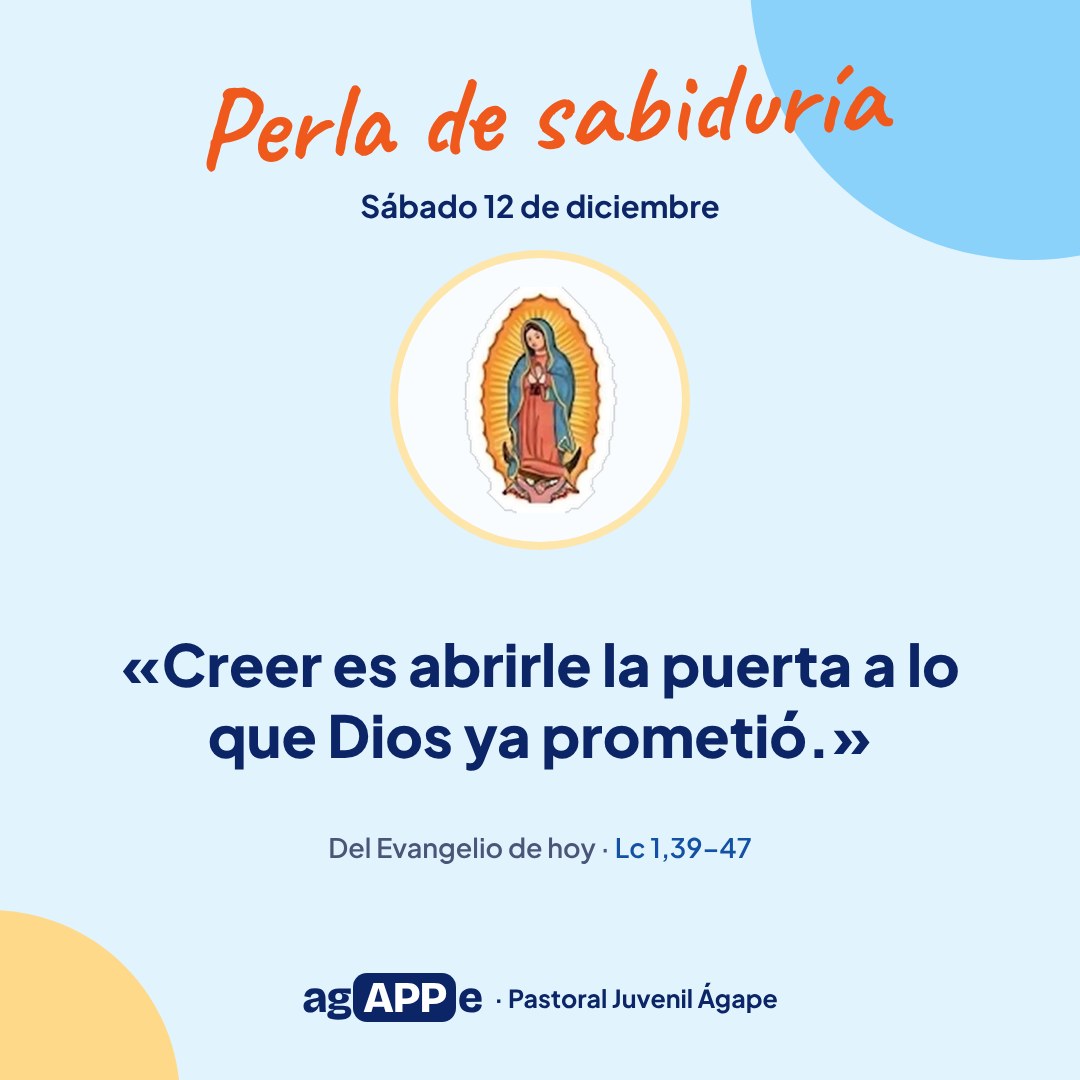 Perla de sabiduría
Sábado 12 de diciembre
«Creer es abrirle la puerta a lo
que Dios ya prometió.»
Del Evangelio de hoy · Lc 1,39–47
agAPPe · Pastoral Juvenil Ágape